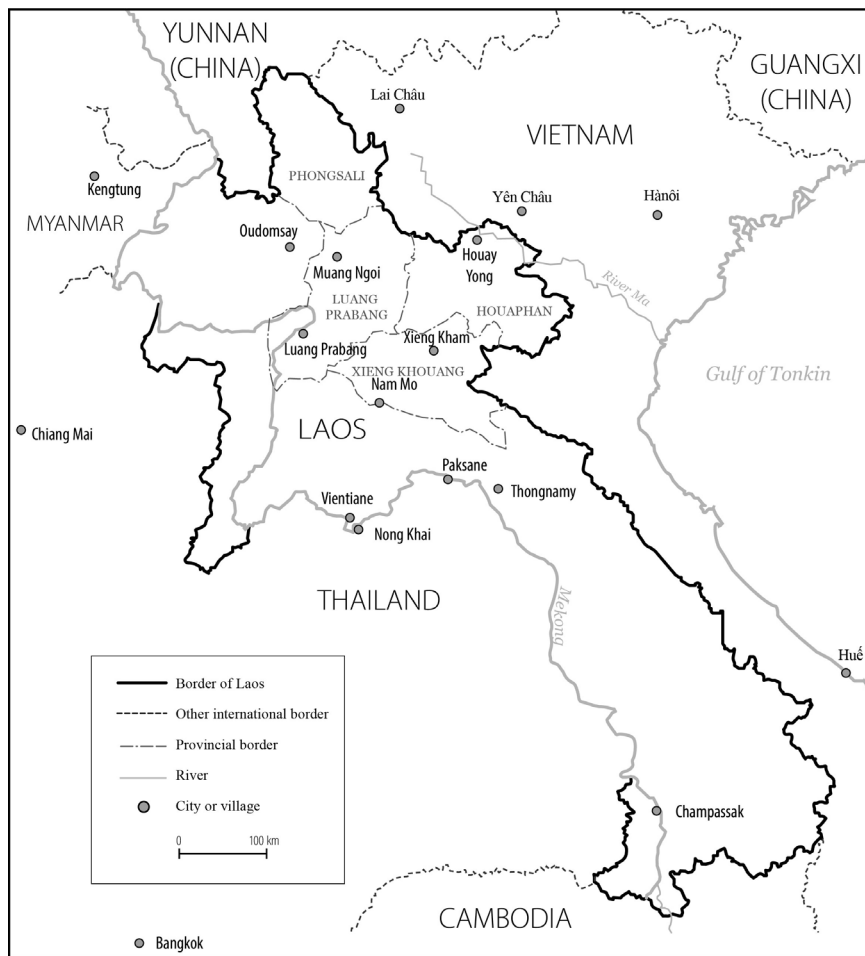 YUNNAN
(CHINA)
GUANGXI
(CHINA)
Lai Châu
VIETNAM
PHONGSALI
Kengtung
Yên Châu
Hànôi
MYANMAR
Oudomsay
Muang Ngoi
Houay
Yong
River Ma
LUANG
PRABANG
HOUAPHAN
Luang Prabang
Xieng Kham
XIENG KHOUANG
Nam Mo
Gulf of Tonkin
Chiang Mai
LAOS
Paksane
Thongnamy
Vientiane
Nong Khai
THAILAND
Mekong
Huế
Border of Laos
Other international border
Provincial border
River
City or village
0 100 km
Champassak
CAMBODIA
Bangkok